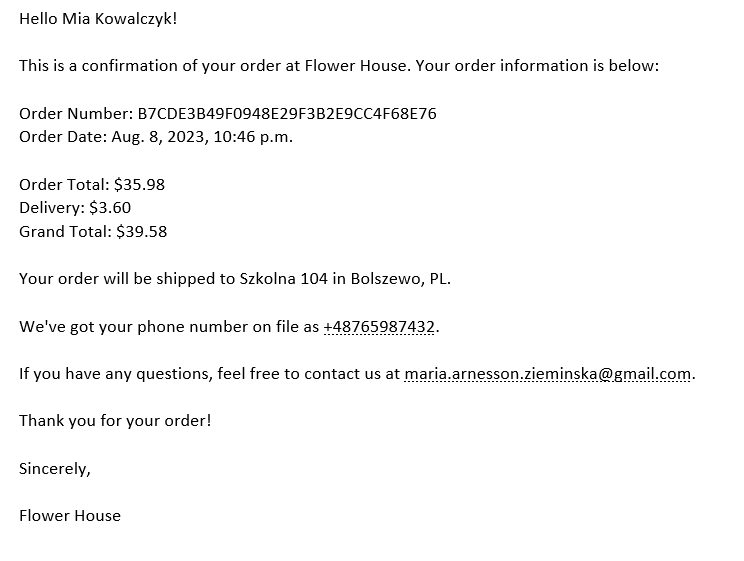 Hello Mia Kowalczyk!
This is a confirmation of your order at Flower House. Your order information is below:
Order Number: B7CDE3B49F0948E29F3B2E9CC4F68E76
Order Date: Aug. 8, 2023, 10:46 p.m.
Order Total: $35.98
Delivery: $3.60
Grand Total: $39.58
Your order will be shipped to Szkolna 104 in Bolszewo, PL.
We've got your phone number on file as +48765987432.
If you have any questions, feel free to contact us at maria.arnesson.zieminska@gmail.com.
Thank you for your order!
Sincerely,
Flower House